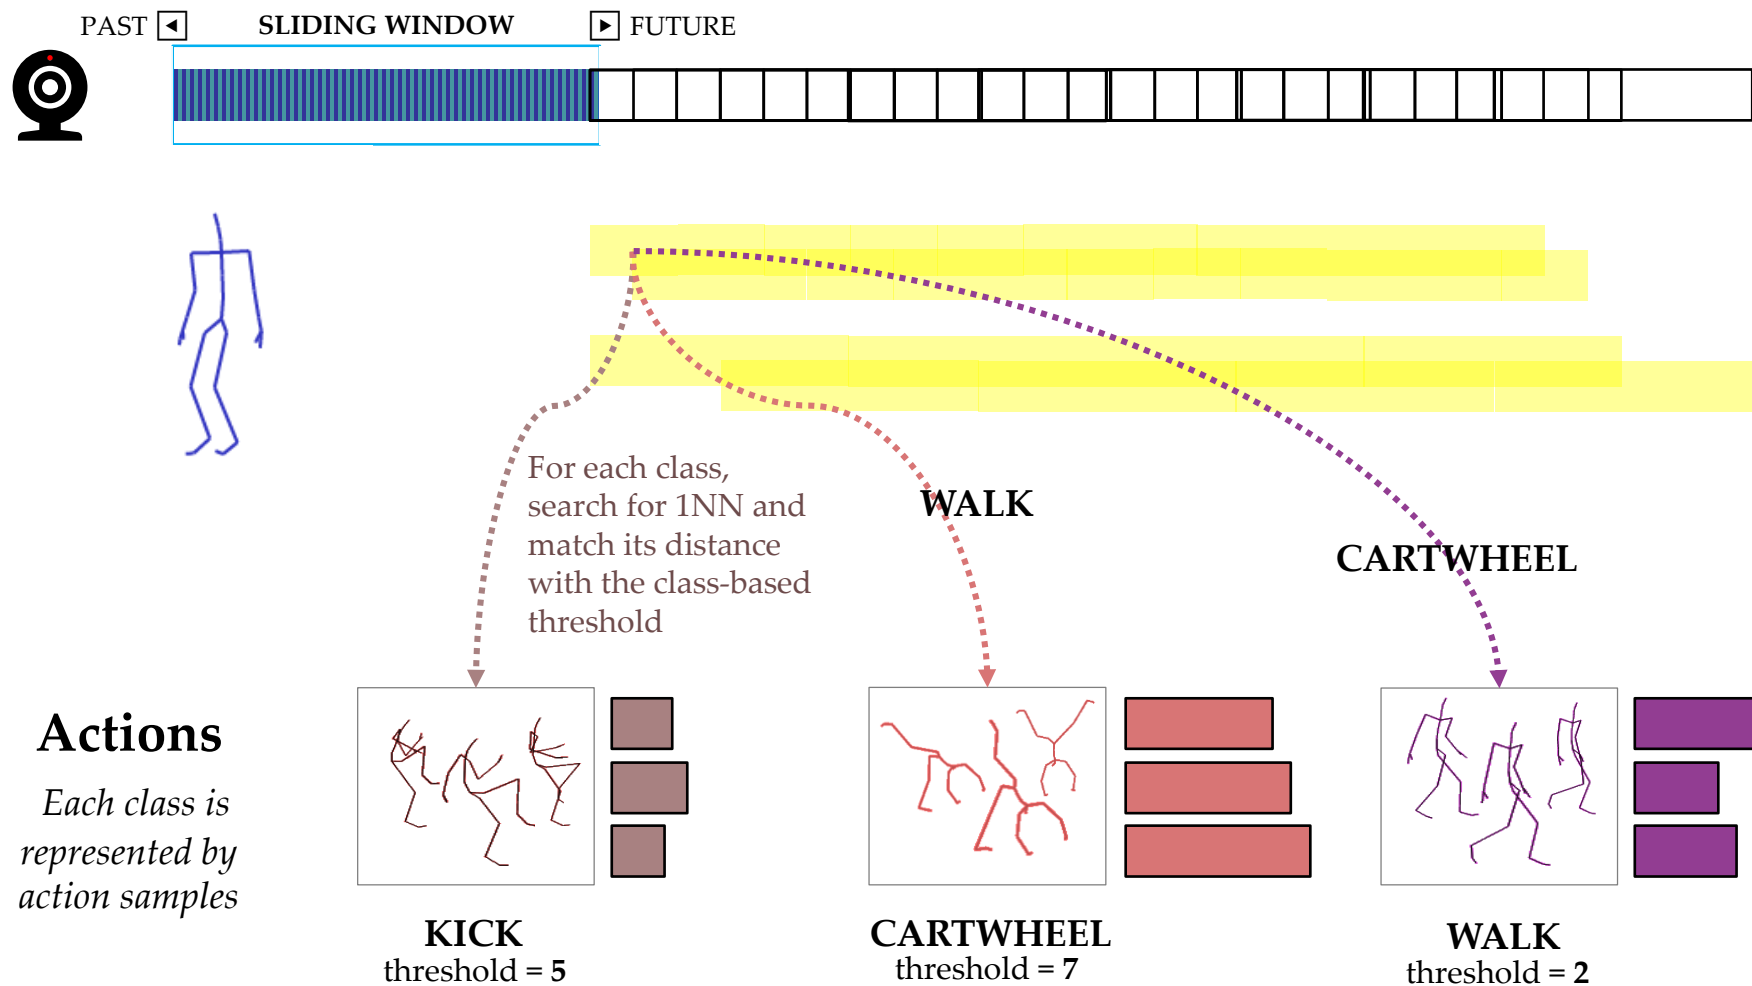 PAST
SLIDING WINDOW
FUTURE
For each class,
search for 1NN and
match its distance
with the class-based
threshold
WALK
CARTWHEEL
Actions
Each class is
represented by
action samples
KICK
threshold = 5
CARTWHEEL
threshold = 7
WALK
threshold = 2